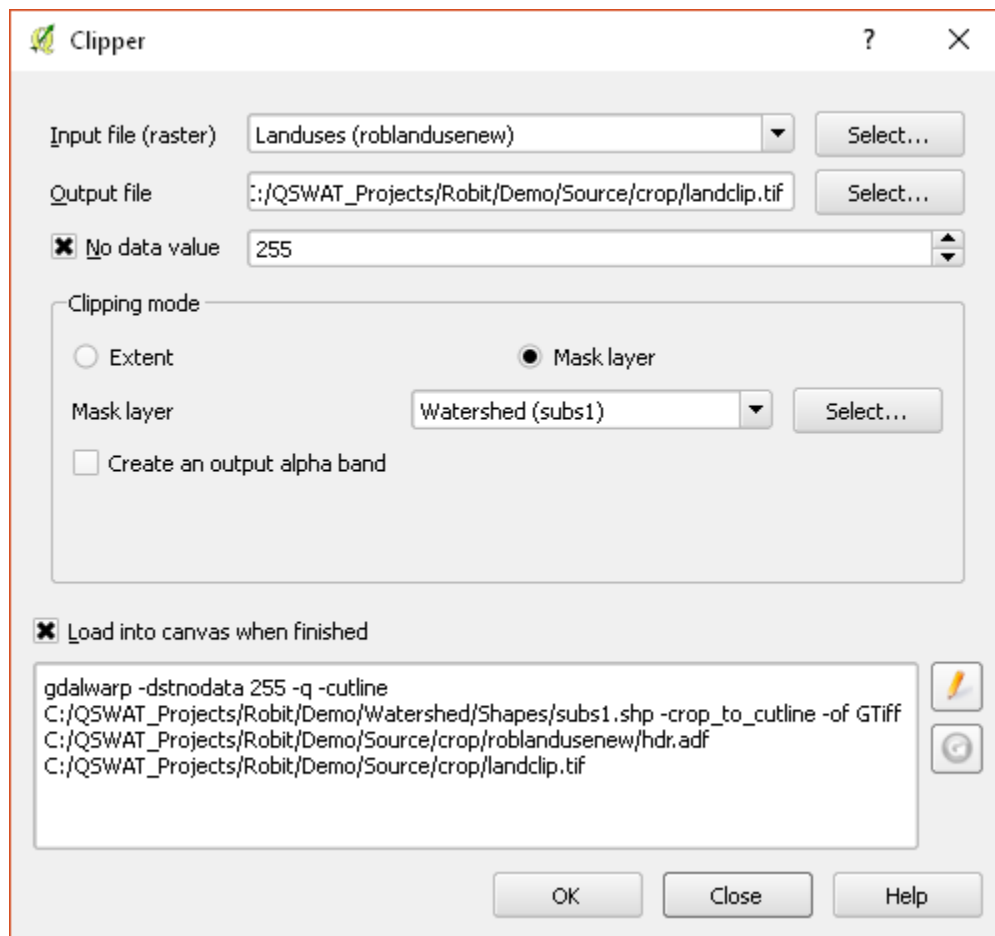 Clipper ?
Input file (raster) Landuses (roblandusenew) Select...
Output file :/QSWAT_Projects/Robit/Demo/Source/crop/landclip.tif Select...
No data value 255
Clipping mode
Extent Mask layer
Mask layer Watershed (subs1) Select...
Create an output alpha band
Load into canvas when finished
gdalwarp -dstnodata 255 -q -cutline
C:/QSWAT_Projects/Robit/Demo/Watershed/Shapes/subs1.shp -crop_to_cutline -of GTiff
C:/QSWAT_Projects/Robit/Demo/Source/crop/roblandusenew/hdr.adf
C:/QSWAT_Projects/Robit/Demo/Source/crop/landclip.tif
OK Close Help